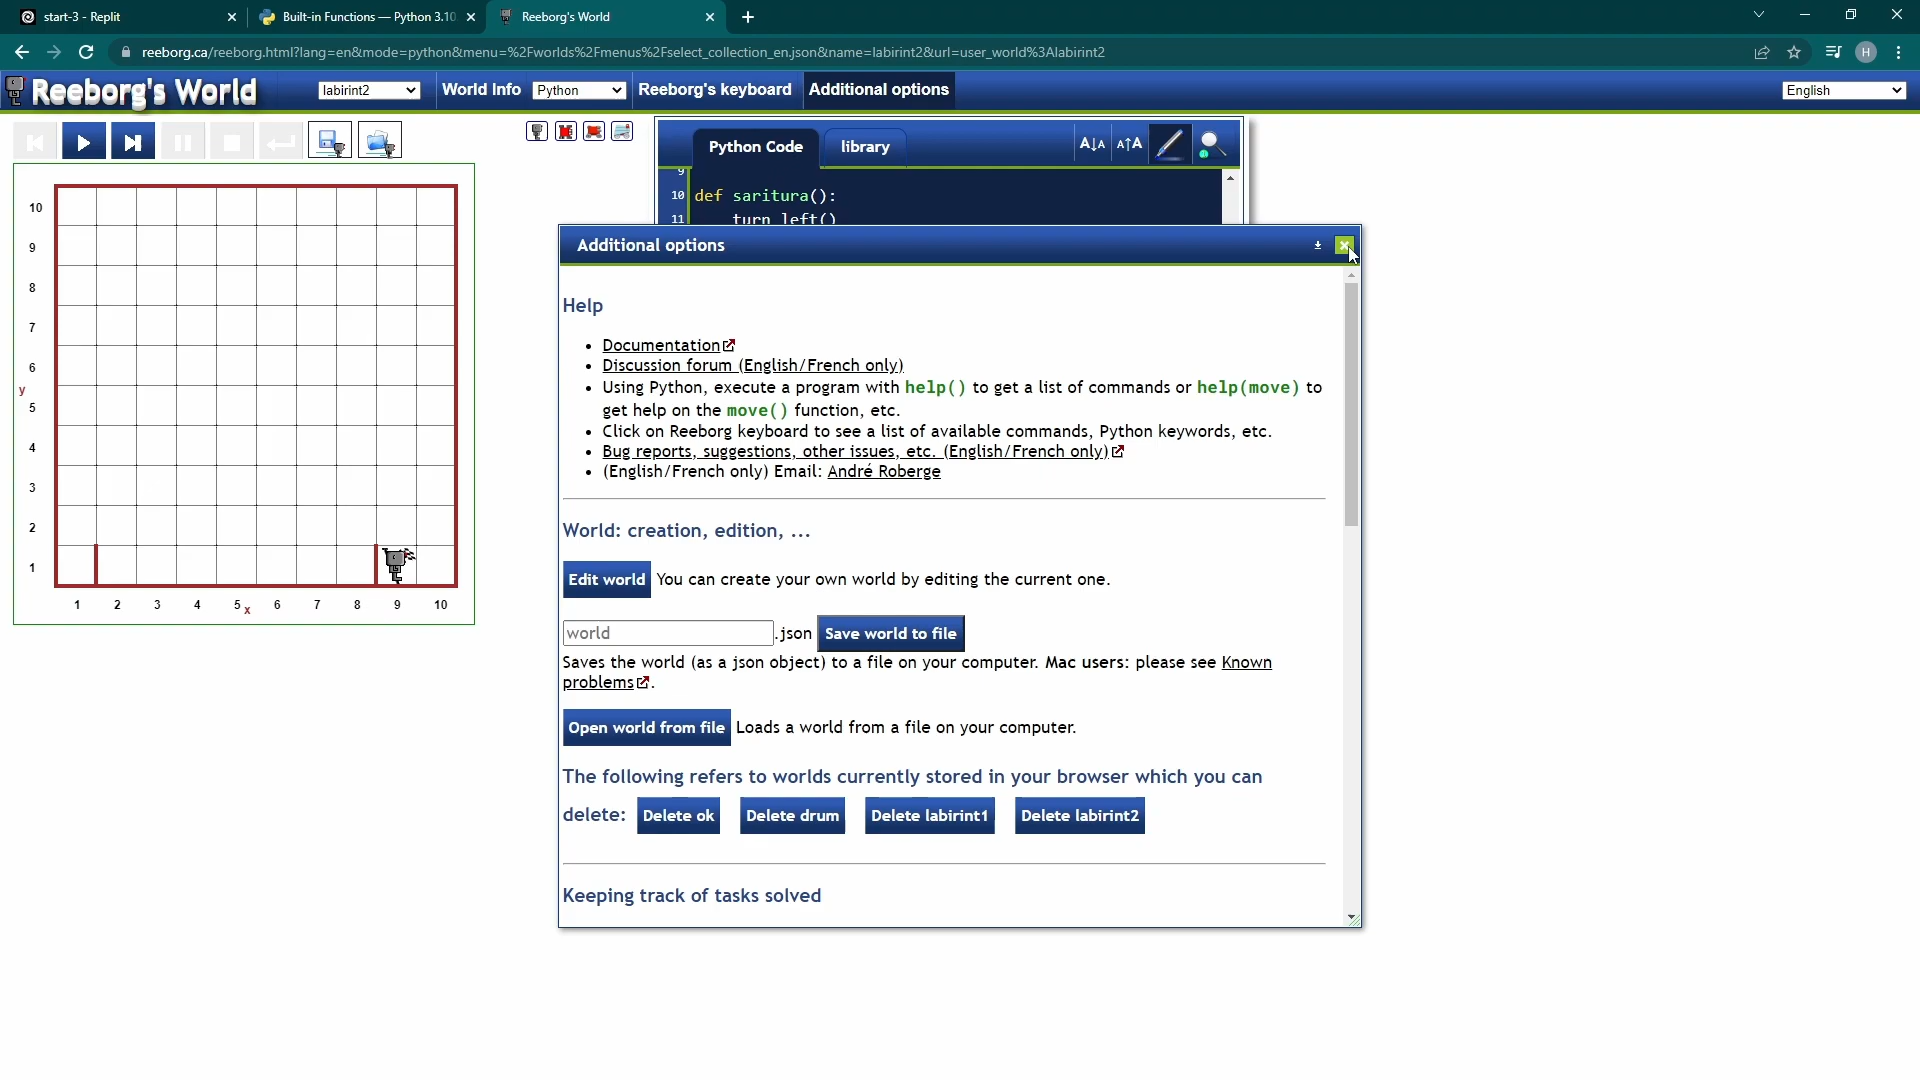 start-3 - Replit
Built-in Functions — Python 3.10
Reeborg's World
reeborg.ca/reeborg.html?lang=en&mode=python&menu=%2Fworlds%2Fmenus%2Fselect_collection_en.json&name=labirint2&url=user_world%3Alabirint2
H
Reeborg's World
labirint2
World Info
Python
Reeborg's keyboard
Additional options
English
Python Code
library
A↓A
A↑A
9
10 def saritura():
11 turn_left()
10
9
8
7
6
y
5
4
3
2
1
1 2 3 4 5 x 6 7 8 9 10
Additional options
Help
• Documentation
• Discussion forum (English/French only)
• Using Python, execute a program with help() to get a list of commands or help(move) to
get help on the move() function, etc.
• Click on Reeborg keyboard to see a list of available commands, Python keywords, etc.
• Bug reports, suggestions, other issues, etc. (English/French only)
• (English/French only) Email: André Roberge
World: creation, edition, ...
Edit world You can create your own world by editing the current one.
world .json Save world to file
Saves the world (as a json object) to a file on your computer. Mac users: please see Known
problems.
Open world from file Loads a world from a file on your computer.
The following refers to worlds currently stored in your browser which you can
delete: Delete ok Delete drum Delete labirint1 Delete labirint2
Keeping track of tasks solved